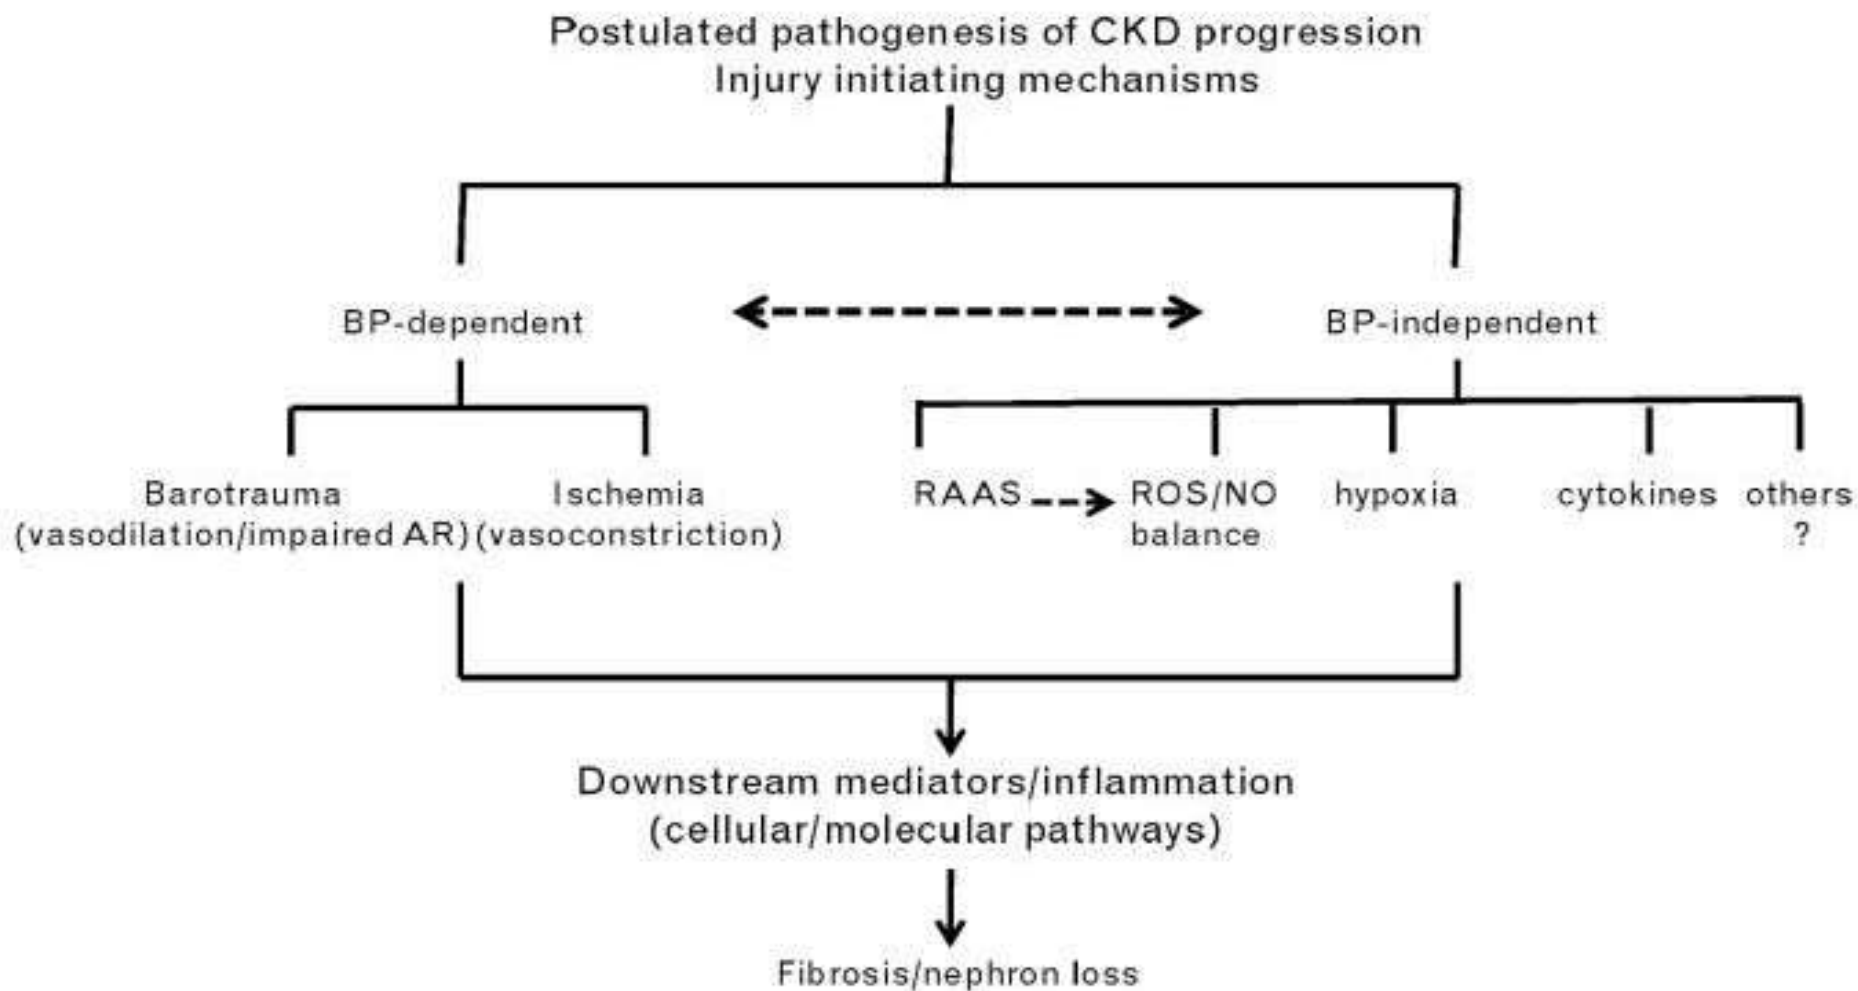 Postulated pathogenesis of CKD progression
Injury initiating mechanisms
BP-dependent
BP-independent
Barotrauma
(vasodilation/impaired AR)
Ischemia
(vasoconstriction)
RAAS
ROS/NO
balance
hypoxia
cytokines
others
?
Downstream mediators/inflammation
(cellular/molecular pathways)
Fibrosis/nephron loss